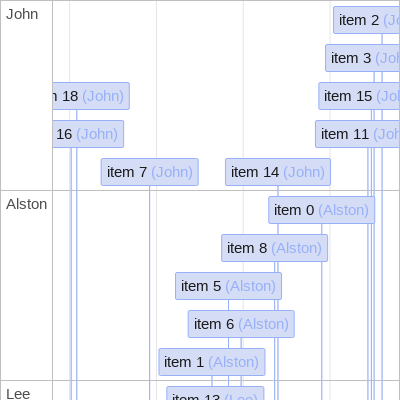 John
item 2
item 3
18 (John)
item 15
16 (John)
item 11
item 7 (John)
item 14 (John)
Alston
item 0 (Alston)
item 8 (Alston)
item 5 (Alston)
item 6 (Alston)
item 1 (Alston)
Lee
item 13 (Lee)